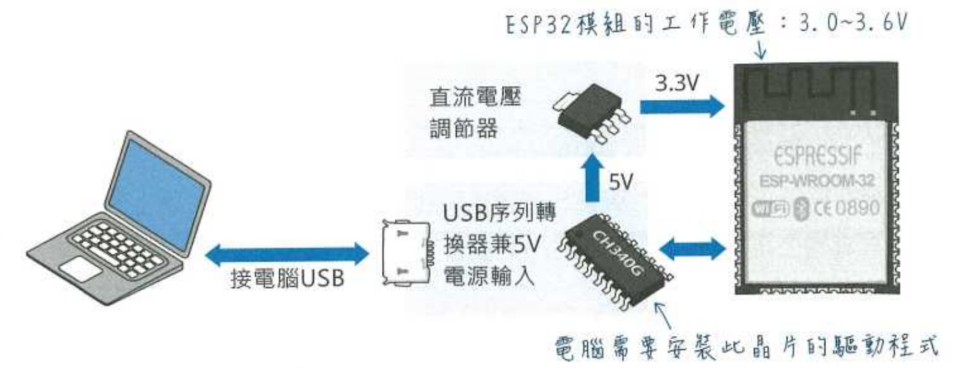 ESP32模組的工作電壓：3.0~3.6V
直流電壓
調節器
3.3V
ESPRESSIF
ESP-WROOM-32
WiFi CE0890
5V
USB序列轉
換器兼5V
電源輸入
CH340G
接電腦USB
電腦需要安裝此晶片的驅動程式